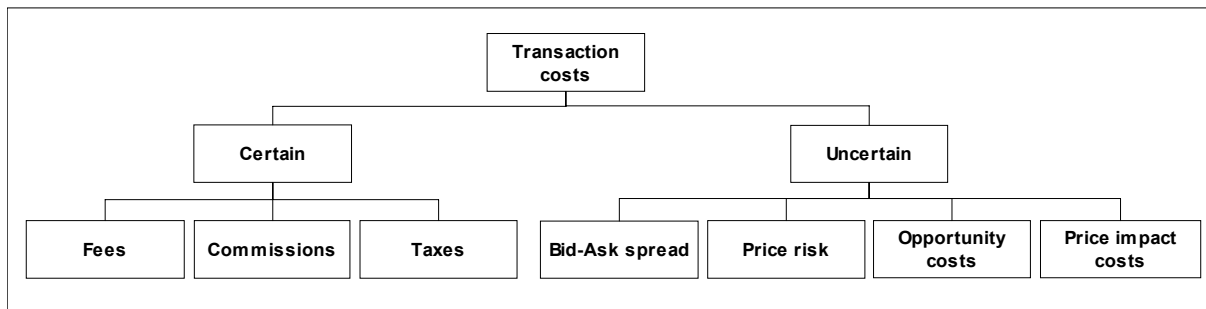 Transaction
costs
Certain
Uncertain
Fees
Commissions
Taxes
Bid-Ask spread
Price risk
Opportunity
costs
Price impact
costs